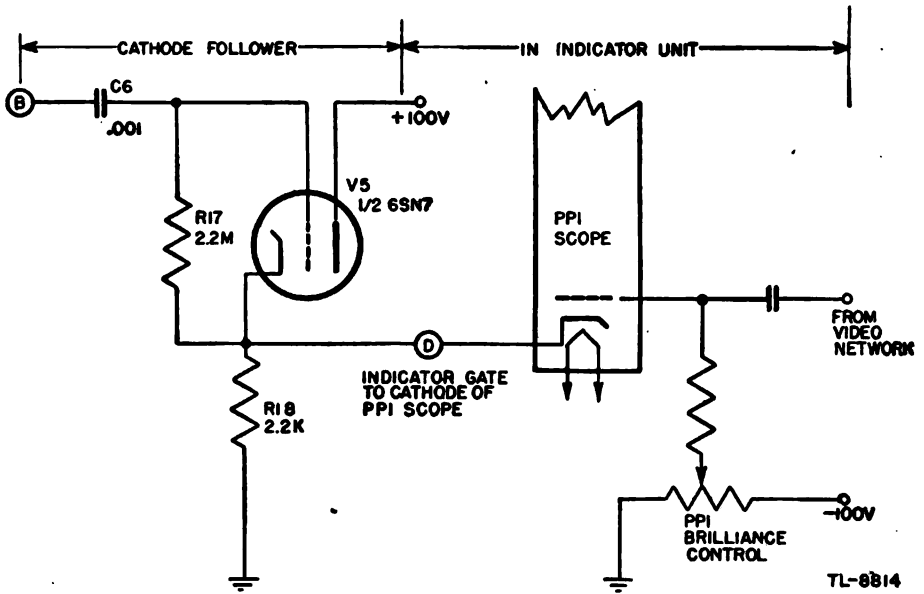 CATHODE FOLLOWER
IN INDICATOR UNIT
B
C6
.001
+100V
V5
1/2 6SN7
R17
2.2M
PPI
SCOPE
D
INDICATOR GATE
TO CATHODE OF
PPI SCOPE
FROM
VIDEO
NETWORK
R18
2.2K
-100V
PPI
BRILLIANCE
CONTROL
TL-8814